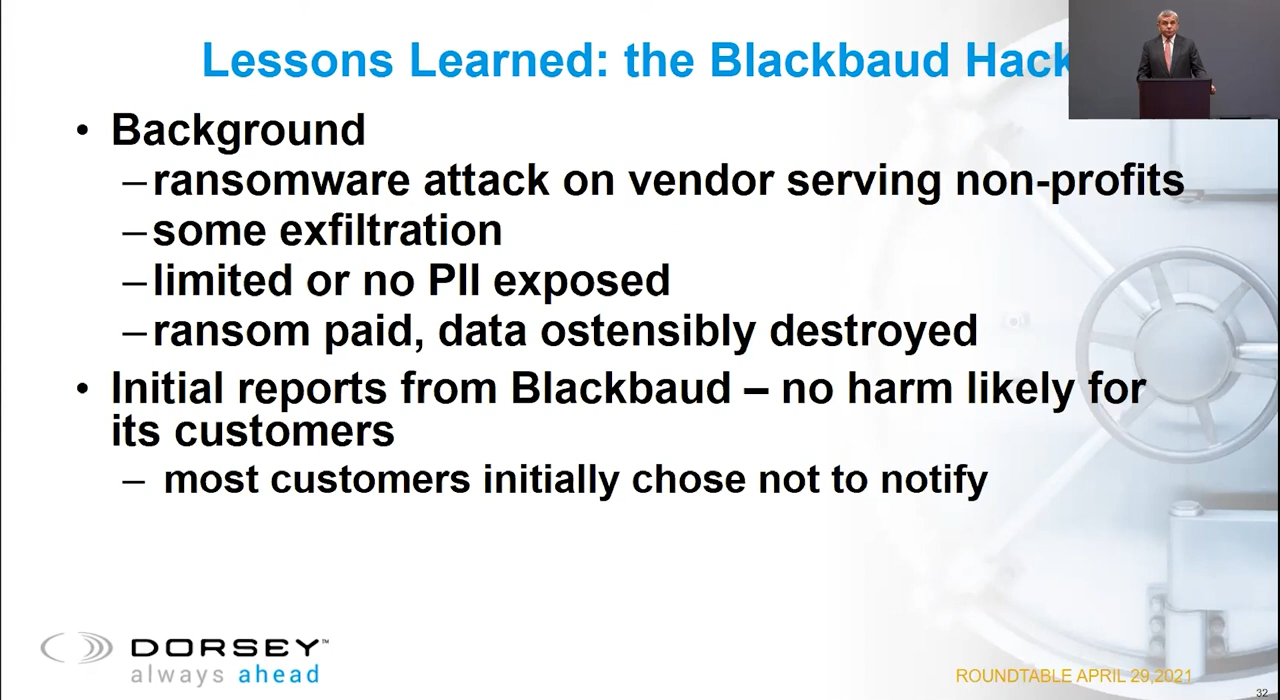 Lessons Learned: the Blackbaud Hack
• Background
–ransomware attack on vendor serving non-profits
–some exfiltration
–limited or no PII exposed
–ransom paid, data ostensibly destroyed
• Initial reports from Blackbaud – no harm likely for
its customers
– most customers initially chose not to notify
DORSEY™
always ahead
ROUNDTABLE APRIL 29,2021
32